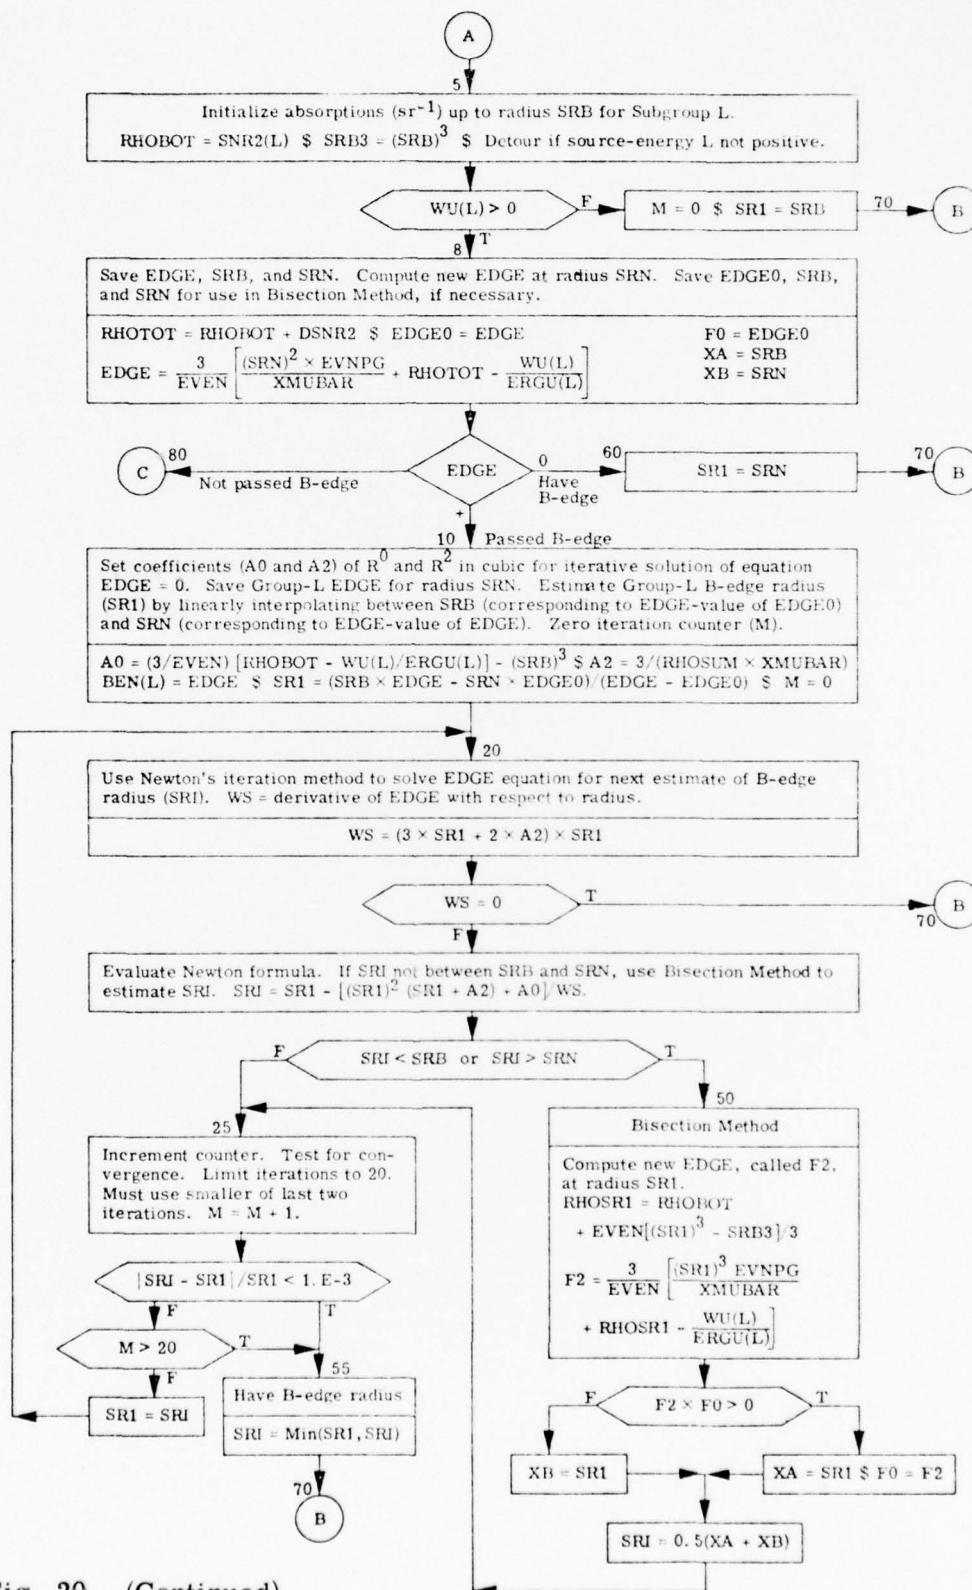 A
5
Initialize absorptions (sr⁻¹) up to radius SRB for Subgroup L.
RHOBOT = SNR2(L) $ SRB3 = (SRB)³ $ Detour if source-energy L not positive.
WU(L) > 0
F
M = 0 $ SR1 = SRB
70
B
T
8
Save EDGE, SRB, and SRN. Compute new EDGE at radius SRN. Save EDGE0, SRB,
and SRN for use in Bisection Method, if necessary.
RHOTOT = RHOBOT + DSNR2 $ EDGE0 = EDGE
F0 = EDGE0
XA = SRB
XB = SRN
EDGE = 3/EVEN [(SRN)² × EVNPG/XMUBAR + RHOTOT - WU(L)/ERGU(L)]
C
80
Not passed B-edge
EDGE
0
Have
B-edge
60
SR1 = SRN
70
B
+
10
Passed B-edge
Set coefficients (A0 and A2) of R⁰ and R² in cubic for iterative solution of equation
EDGE = 0. Save Group-L EDGE for radius SRN. Estimate Group-L B-edge radius
(SR1) by linearly interpolating between SRB (corresponding to EDGE-value of EDGE0)
and SRN (corresponding to EDGE-value of EDGE). Zero iteration counter (M).
A0 = (3/EVEN) [RHOBOT - WU(L)/ERGU(L)] - (SRB)³ $ A2 = 3/(RHOSUM × XMUBAR)
BEN(L) = EDGE $ SR1 = (SRB × EDGE - SRN × EDGE0)/(EDGE - EDGE0) $ M = 0
20
Use Newton's iteration method to solve EDGE equation for next estimate of B-edge
radius (SRI). WS = derivative of EDGE with respect to radius.
WS = (3 × SR1 + 2 × A2) × SR1
WS = 0
T
70
B
F
Evaluate Newton formula. If SRI not between SRB and SRN, use Bisection Method to
estimate SRI. SRI = SR1 - [(SR1)² (SR1 + A2) + A0]/WS.
F
SRI < SRB or SRI > SRN
T
25
Increment counter. Test for con-
vergence. Limit iterations to 20.
Must use smaller of last two
iterations. M = M + 1.
|SRI - SR1|/SR1 < 1.E-3
F
T
M > 20
T
F
SR1 = SRI
55
Have B-edge radius
SRI = Min(SR1, SRI)
70
B
50
Bisection Method
Compute new EDGE, called F2,
at radius SR1.
RHOSR1 = RHOBOT
+ EVEN[(SR1)³ - SRB3]/3
F2 = 3/EVEN [(SR1)³ EVNPG/XMUBAR
+ RHOSR1 - WU(L)/ERGU(L)]
F
F2 × F0 > 0
T
XB = SR1
XA = SR1 $ F0 = F2
SRI = 0.5(XA + XB)
20 (Continued)